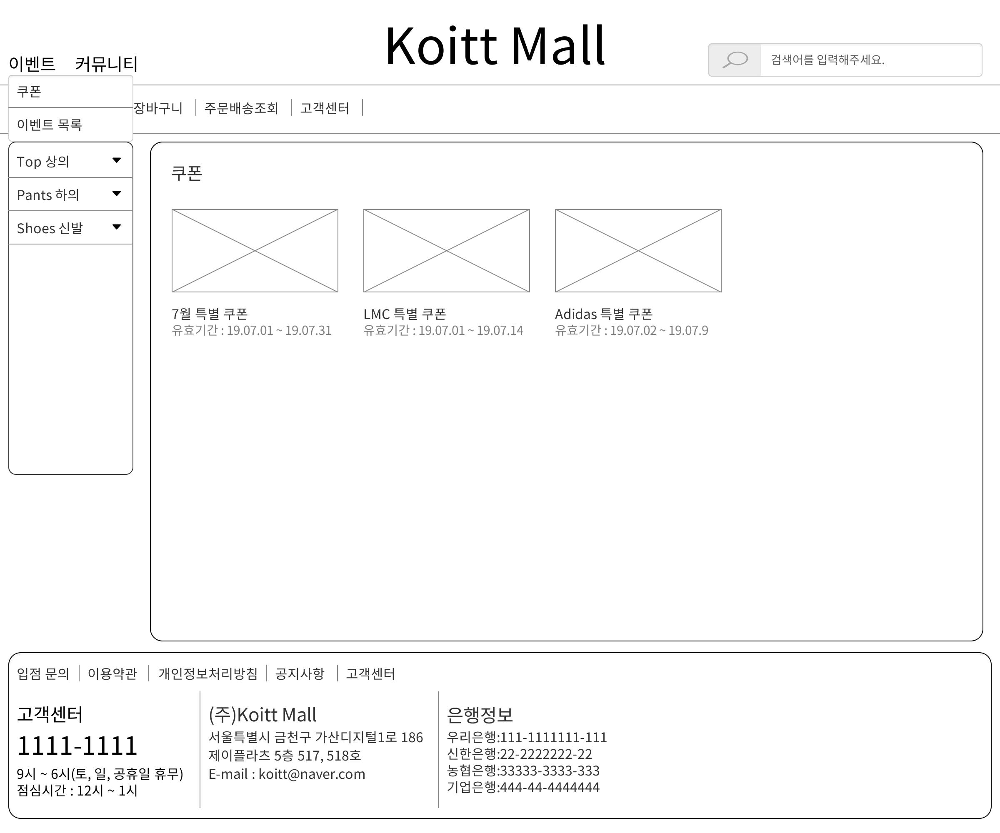 Koitt Mall
이벤트 커뮤니티
검색어를 입력해주세요.
쿠폰
이벤트 목록
장바구니 주문배송조회 고객센터
Top 상의
Pants 하의
Shoes 신발
쿠폰
7월 특별 쿠폰
유효기간 : 19.07.01 ~ 19.07.31
LMC 특별 쿠폰
유효기간 : 19.07.01 ~ 19.07.14
Adidas 특별 쿠폰
유효기간 : 19.07.02 ~ 19.07.9
입점 문의 이용약관 개인정보처리방침 공지사항 고객센터
고객센터
1111-1111
9시 ~ 6시(토, 일, 공휴일 휴무)
점심시간 : 12시 ~ 1시
(주)Koitt Mall
서울특별시 금천구 가산디지털1로 186
제이플라츠 5층 517, 518호
E-mail : koitt@naver.com
은행정보
우리은행:111-1111111-111
신한은행:22-2222222-22
농협은행:33333-3333-333
기업은행:444-44-4444444